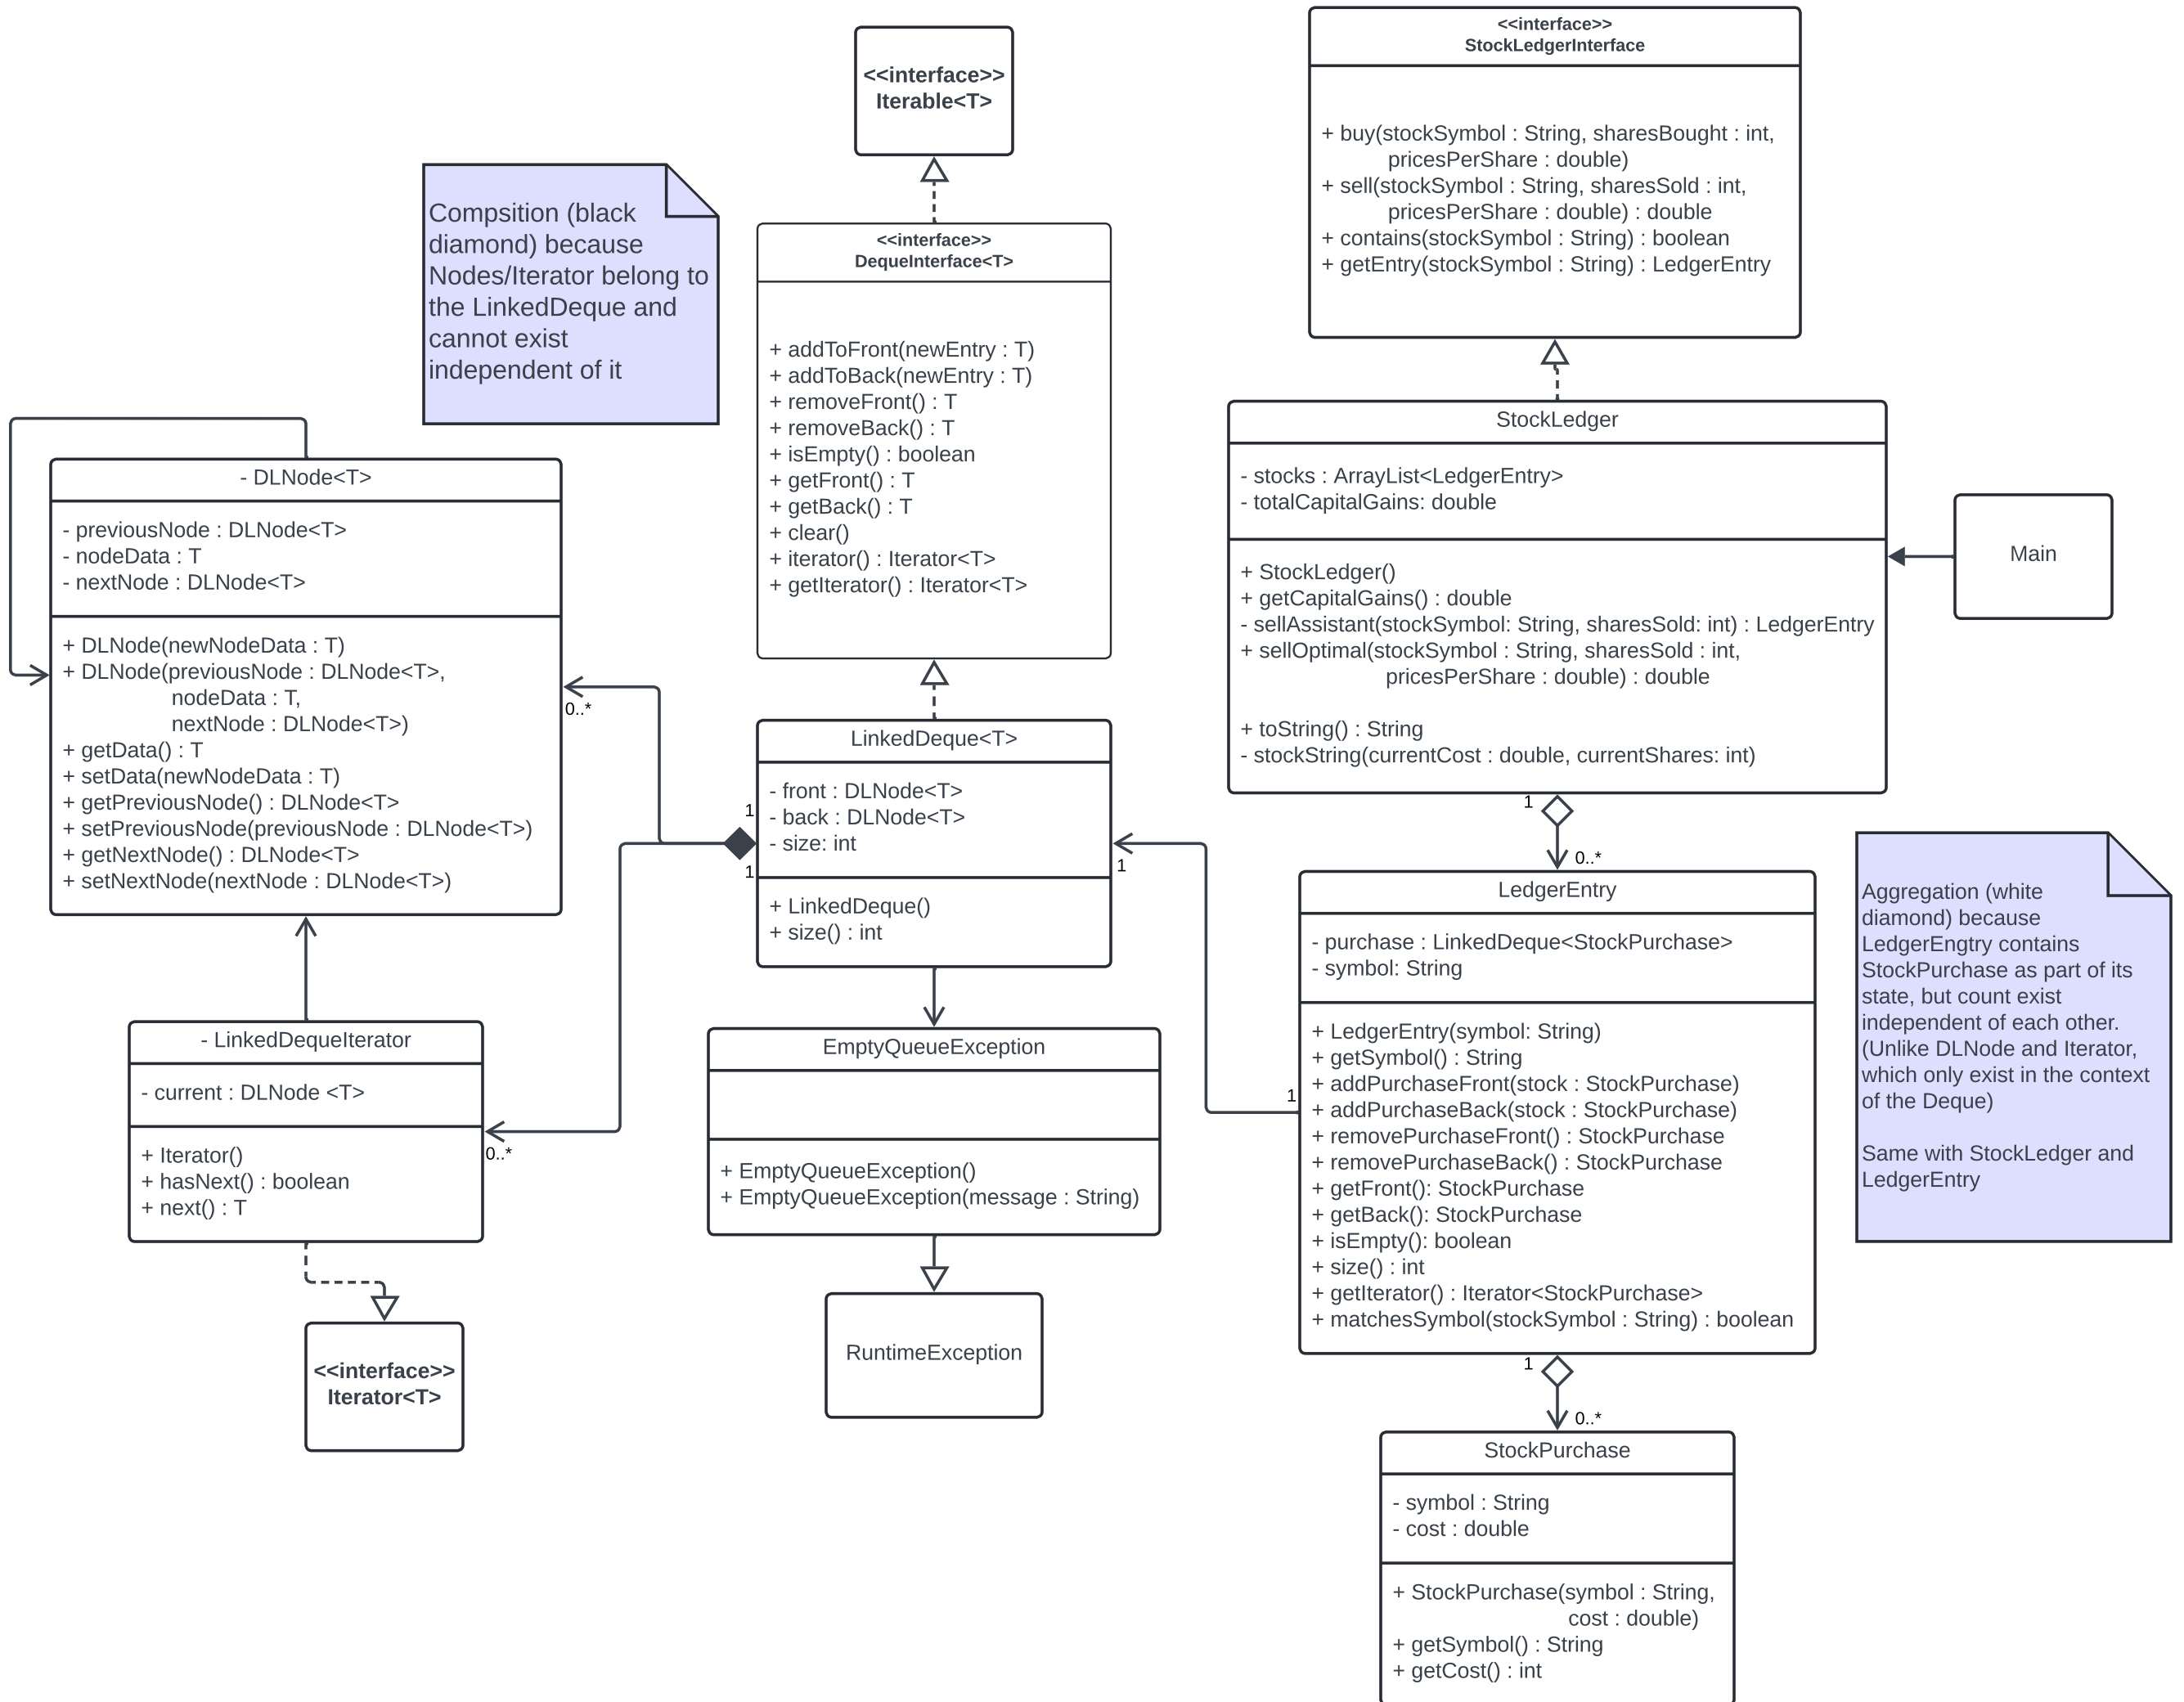 <<interface>>
Iterable<T>
<<interface>>
StockLedgerInterface
+ buy(stockSymbol : String, sharesBought : int,
pricesPerShare : double)
+ sell(stockSymbol : String, sharesSold : int,
pricesPerShare : double) : double
+ contains(stockSymbol : String) : boolean
+ getEntry(stockSymbol : String) : LedgerEntry
Compsition (black
diamond) because
Nodes/Iterator belong to
the LinkedDeque and
cannot exist
independent of it
<<interface>>
DequeInterface<T>
+ addToFront(newEntry : T)
+ addToBack(newEntry : T)
+ removeFront() : T
+ removeBack() : T
+ isEmpty() : boolean
+ getFront() : T
+ getBack() : T
+ clear()
+ iterator() : Iterator<T>
+ getIterator() : Iterator<T>
StockLedger
- stocks : ArrayList<LedgerEntry>
- totalCapitalGains: double
+ StockLedger()
+ getCapitalGains() : double
- sellAssistant(stockSymbol: String, sharesSold: int) : LedgerEntry
+ sellOptimal(stockSymbol : String, sharesSold : int,
pricesPerShare : double) : double
+ toString() : String
- stockString(currentCost : double, currentShares: int)
Main
- DLNode<T>
- previousNode : DLNode<T>
- nodeData : T
- nextNode : DLNode<T>
+ DLNode(newNodeData : T)
+ DLNode(previousNode : DLNode<T>,
nodeData : T,
nextNode : DLNode<T>)
+ getData() : T
+ setData(newNodeData : T)
+ getPreviousNode() : DLNode<T>
+ setPreviousNode(previousNode : DLNode<T>)
+ getNextNode() : DLNode<T>
+ setNextNode(nextNode : DLNode<T>)
0..*
1
1
LinkedDeque<T>
- front : DLNode<T>
- back : DLNode<T>
- size: int
+ LinkedDeque()
+ size() : int
1
1
1
0..*
LedgerEntry
- purchase : LinkedDeque<StockPurchase>
- symbol: String
+ LedgerEntry(symbol: String)
+ getSymbol() : String
+ addPurchaseFront(stock : StockPurchase)
+ addPurchaseBack(stock : StockPurchase)
+ removePurchaseFront() : StockPurchase
+ removePurchaseBack() : StockPurchase
+ getFront(): StockPurchase
+ getBack(): StockPurchase
+ isEmpty(): boolean
+ size() : int
+ getIterator() : Iterator<StockPurchase>
+ matchesSymbol(stockSymbol : String) : boolean
Aggregation (white
diamond) because
LedgerEngtry contains
StockPurchase as part of its
state, but count exist
independent of each other.
(Unlike DLNode and Iterator,
which only exist in the context
of the Deque)
Same with StockLedger and
LedgerEntry
- LinkedDequeIterator
- current : DLNode <T>
+ Iterator()
+ hasNext() : boolean
+ next() : T
0..*
EmptyQueueException
+ EmptyQueueException()
+ EmptyQueueException(message : String)
<<interface>>
Iterator<T>
RuntimeException
1
0..*
StockPurchase
- symbol : String
- cost : double
+ StockPurchase(symbol : String,
cost : double)
+ getSymbol() : String
+ getCost() : int